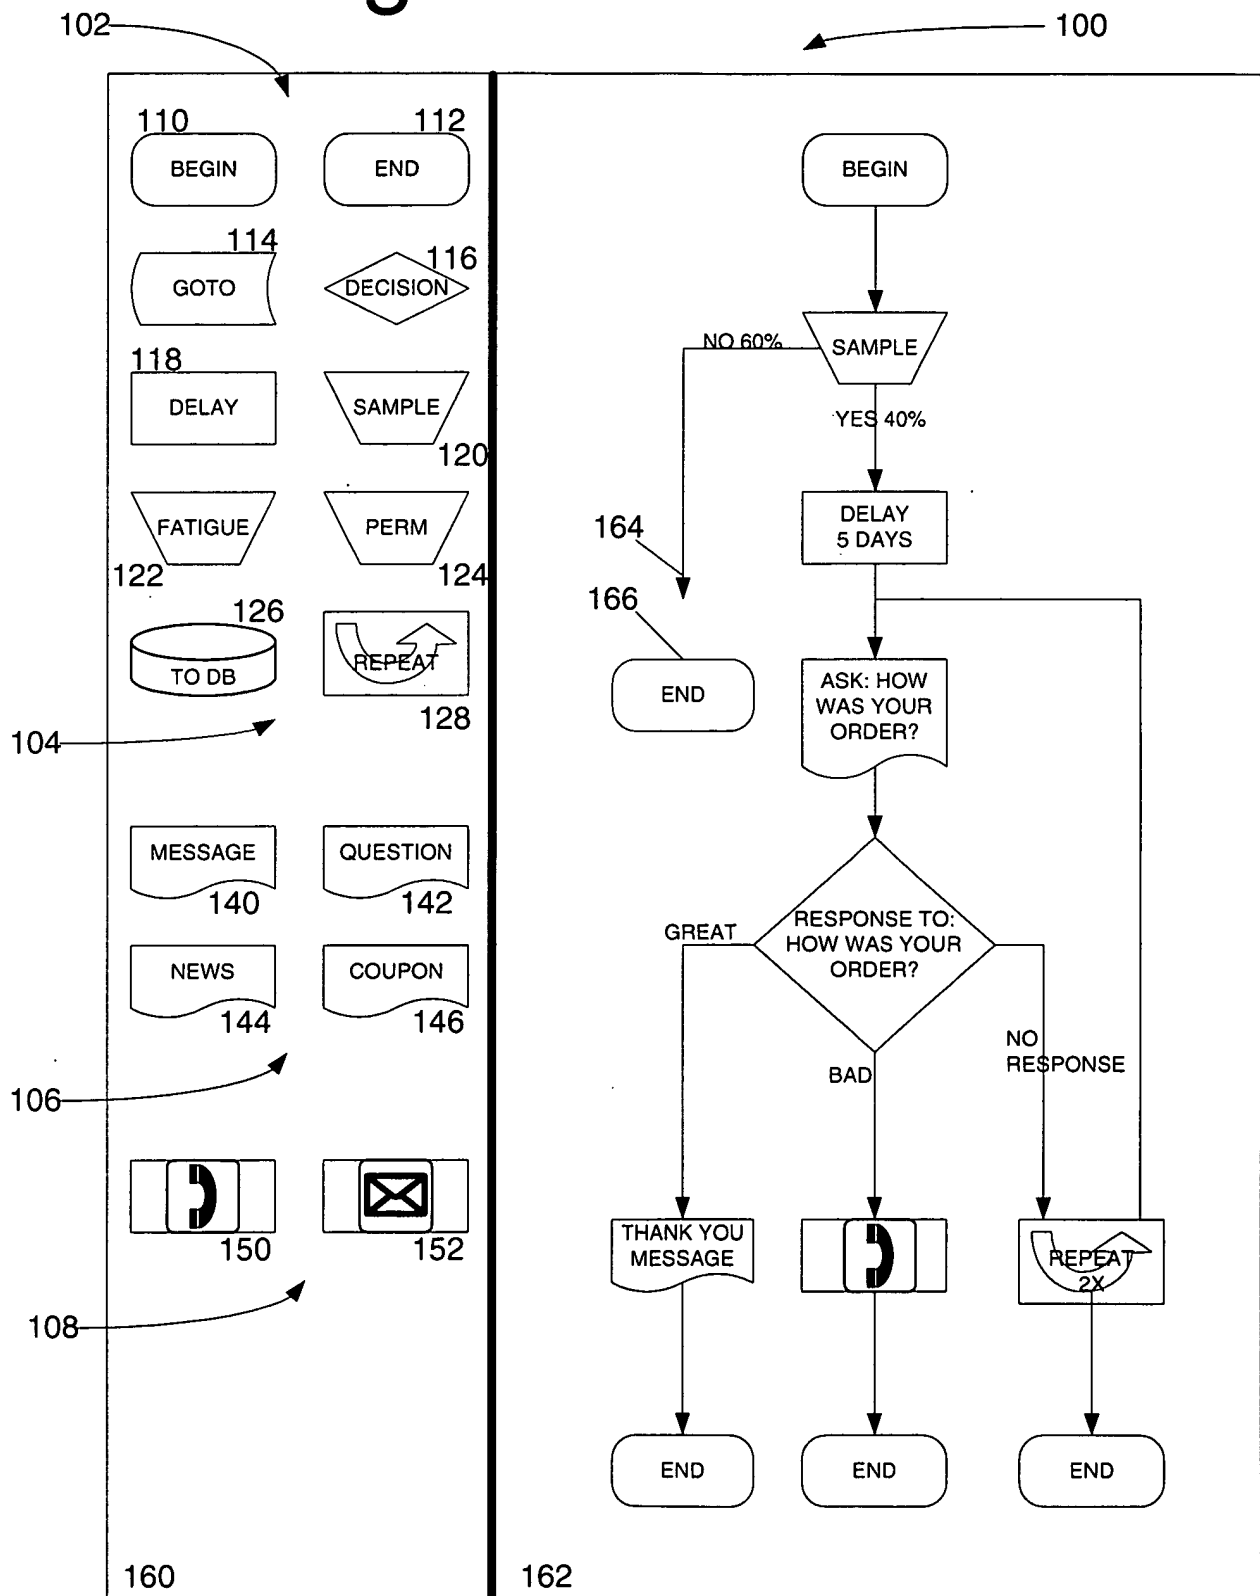 102
100
110
112
BEGIN
END
114
116
GOTO
DECISION
118
DELAY
SAMPLE
120
FATIGUE
PERM
122
124
126
TO DB
REPEAT
128
104
MESSAGE
QUESTION
140
142
NEWS
COUPON
144
146
106
150
152
108
160
BEGIN
SAMPLE
NO 60%
YES 40%
DELAY
5 DAYS
164
166
END
ASK: HOW
WAS YOUR
ORDER?
RESPONSE TO:
HOW WAS YOUR
ORDER?
GREAT
BAD
NO
RESPONSE
THANK YOU
MESSAGE
REPEAT
2X
END
END
END
162